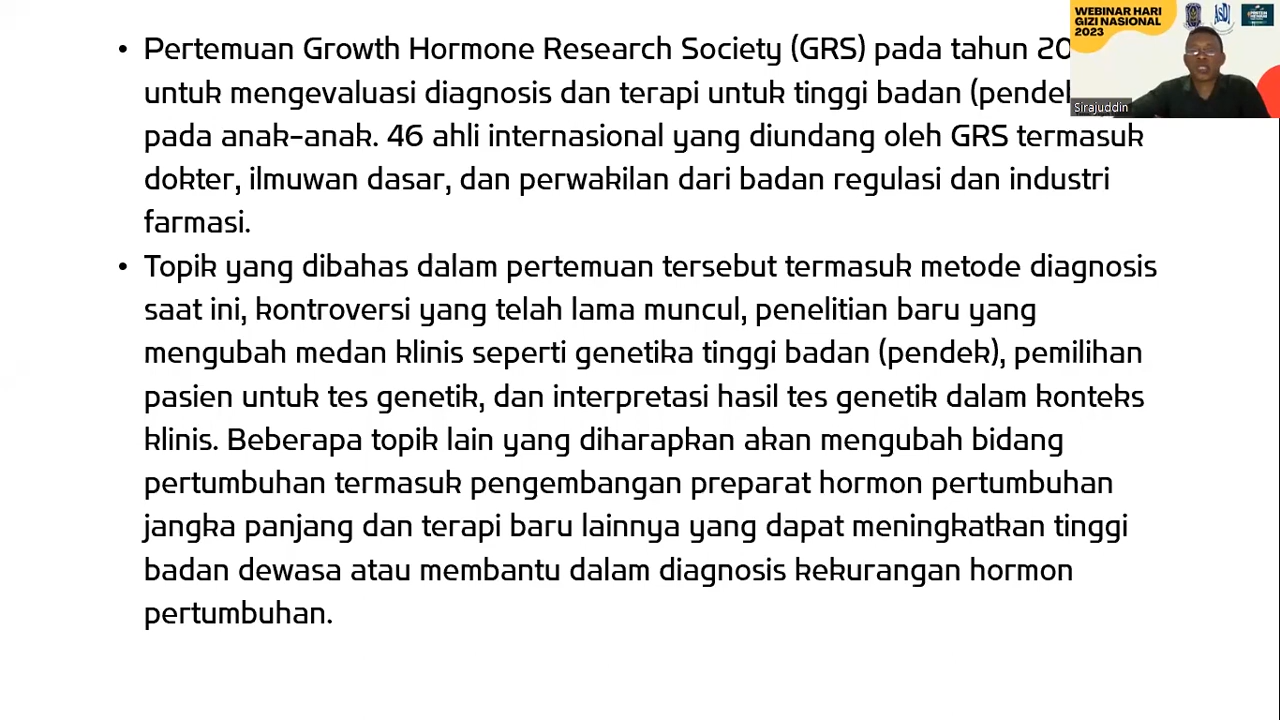 • Pertemuan Growth Hormone Research Society (GRS) pada tahun
untuk mengevaluasi diagnosis dan terapi untuk tinggi badan
pada anak-anak. 46 ahli internasional yang diundang oleh GRS termasuk
dokter, ilmuwan dasar, dan perwakilan dari badan regulasi dan industri
farmasi.
• Topik yang dibahas dalam pertemuan tersebut termasuk metode diagnosis
saat ini, kontroversi yang telah lama muncul, penelitian baru yang
mengubah medan klinis seperti genetika tinggi badan (pendek), pemilihan
pasien untuk tes genetik, dan interpretasi hasil tes genetik dalam konteks
klinis. Beberapa topik lain yang diharapkan akan mengubah bidang
pertumbuhan termasuk pengembangan preparat hormon pertumbuhan
jangka panjang dan terapi baru lainnya yang dapat meningkatkan tinggi
badan dewasa atau membantu dalam diagnosis kekurangan hormon
pertumbuhan.
WEBINAR HARI
GIZI NASIONAL
2023
Sirajuddin